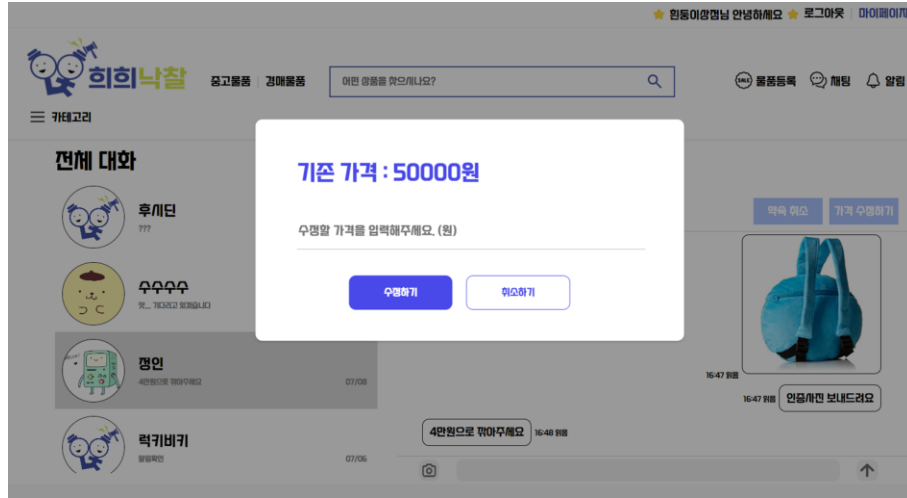 흰둥이상점님 안녕하세요 로그아웃 마이페이지
희희낙찰 중고물품 경매물품 어떤 상품을 찾으시나요? 물품등록 채팅 알림
카테고리
전체 대화
기존 가격 : 50000원
수정할 가격을 입력해주세요. (원)
수정하기 취소하기
후시딘
???
약속 취소 가격 수정하기
수수수수
앗... 기다리고 있겠습니다
정인
4만원으로 깎아주세요 07/08
16:47 읽음
16:47 읽음 인증사진 보내드려요
럭키비키
알림확인 07/06
4만원으로 깎아주세요 16:48 읽음